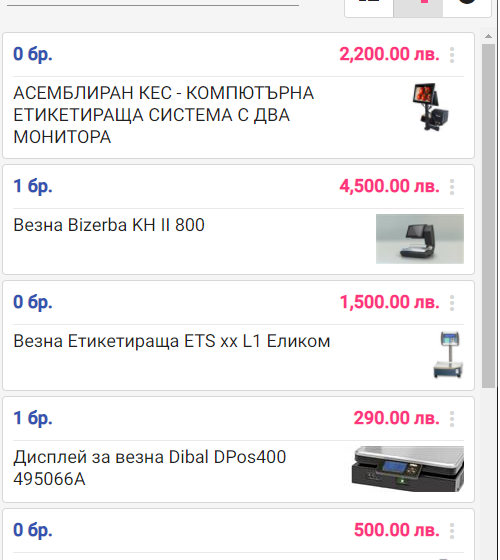 0 бр.
2,200.00 лв.
АСЕМБЛИРАН КЕС - КОМПЮТЪРНА
ЕТИКЕТИРАЩА СИСТЕМА С ДВА
МОНИТОРА
1 бр.
4,500.00 лв.
Везна Bizerba KH II 800
0 бр.
1,500.00 лв.
Везна Етикетираща ETS xx L1 Еликом
1 бр.
290.00 лв.
Дисплей за везна Dibal DPos400
495066A
0 бр.
500.00 лв.